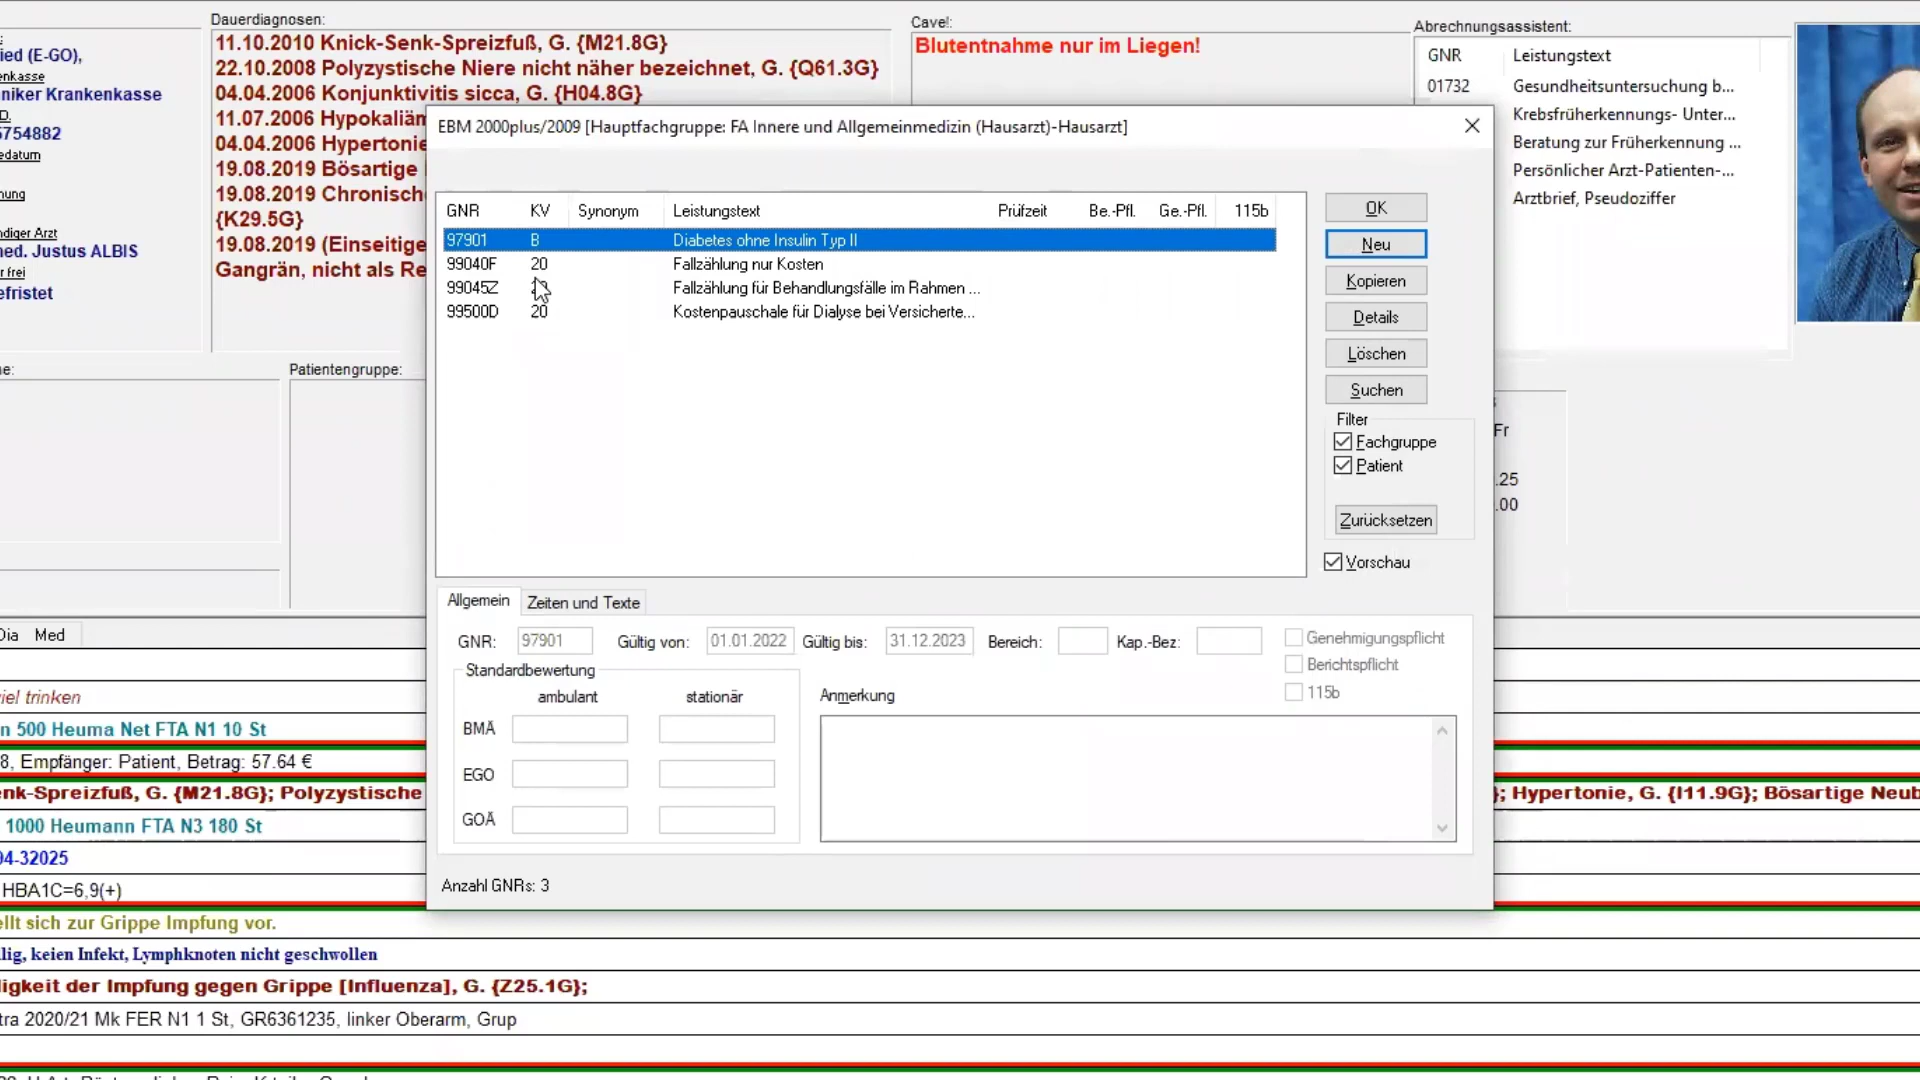 Dauerdiagnosen:
11.10.2010 Knick-Senk-Spreizfuß, G. {M21.8G}
22.10.2008 Polyzystische Niere nicht näher bezeichnet, G. {Q61.3G}
04.04.2006 Konjunktivitis sicca, G. {H04.8G}
11.07.2006 Hypokaliäm
04.04.2006 Hypertonie
19.08.2019 Bösartige
19.08.2019 Chronisch
{K29.5G}
19.08.2019 (Einseitige
Gangrän, nicht als Re
ied (E-GO),
enkasse
niker Krankenkasse
D.
5754882
edatum
nung
ndiger Arzt
ned. Justus ALBIS
r frei
efristet
Cave!:
Blutentnahme nur im Liegen!
Abrechnungsassistent:
GNR Leistungstext
01732 Gesundheitsuntersuchung b...
Krebsfrüherkennungs- Unter...
Beratung zur Früherkennung ...
Persönlicher Arzt-Patienten-...
Arztbrief, Pseudoziffer
ne:
Patientengruppe:
EBM 2000plus/2009 [Hauptfachgruppe: FA Innere und Allgemeinmedizin (Hausarzt)-Hausarzt]
GNR KV Synonym Leistungstext Prüfzeit Be.-Pfl. Ge.-Pfl. 115b
97901 B Diabetes ohne Insulin Typ II
99040F 20 Fallzählung nur Kosten
99045Z Fallzählung für Behandlungsfälle im Rahmen ...
99500D 20 Kostenpauschale für Dialyse bei Versicherte...
OK
Neu
Kopieren
Details
Löschen
Suchen
Filter
Fachgruppe
Patient
Zurücksetzen
Vorschau
Fr
.25
.00
Allgemein Zeiten und Texte
GNR: 97901 Gültig von: 01.01.2022 Gültig bis: 31.12.2023 Bereich: Kap.-Bez: Genehmigungspflicht
Berichtspflicht
115b
Standardbewertung
ambulant stationär
Anmerkung
BMÄ
EGO
GOÄ
Anzahl GNRs: 3
Dia Med
iel trinken
n 500 Heuma Net FTA N1 10 St
8, Empfänger: Patient, Betrag: 57.64 €
enk-Spreizfuß, G. {M21.8G}; Polyzystische
}; Hypertonie, G. {I11.9G}; Bösartige Neub
1000 Heumann FTA N3 180 St
04-32025
HBA1C=6,9(+)
ellt sich zur Grippe Impfung vor.
llig, keien Infekt, Lymphknoten nicht geschwollen
ligkeit der Impfung gegen Grippe [Influenza], G. {Z25.1G};
tra 2020/21 Mk FER N1 1 St, GR6361235, linker Oberarm, Grup